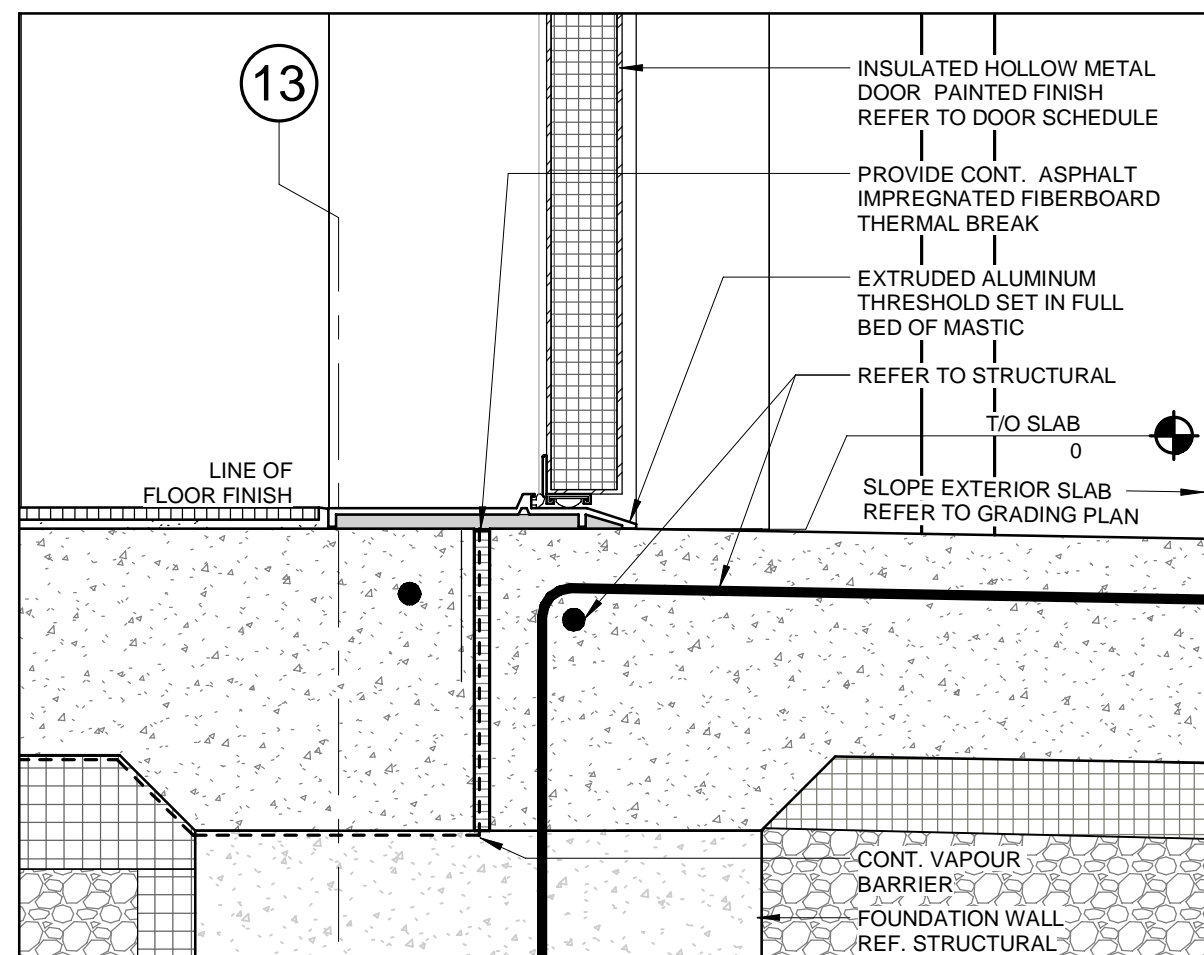 13
INSULATED HOLLOW METAL
DOOR PAINTED FINISH
REFER TO DOOR SCHEDULE
PROVIDE CONT. ASPHALT
IMPREGNATED FIBERBOARD
THERMAL BREAK
EXTRUDED ALUMINUM
THRESHOLD SET IN FULL
BED OF MASTIC
REFER TO STRUCTURAL
T/O SLAB
0
LINE OF
FLOOR FINISH
SLOPE EXTERIOR SLAB
REFER TO GRADING PLAN
CONT. VAPOUR
BARRIER
FOUNDATION WALL
REF. STRUCTURAL